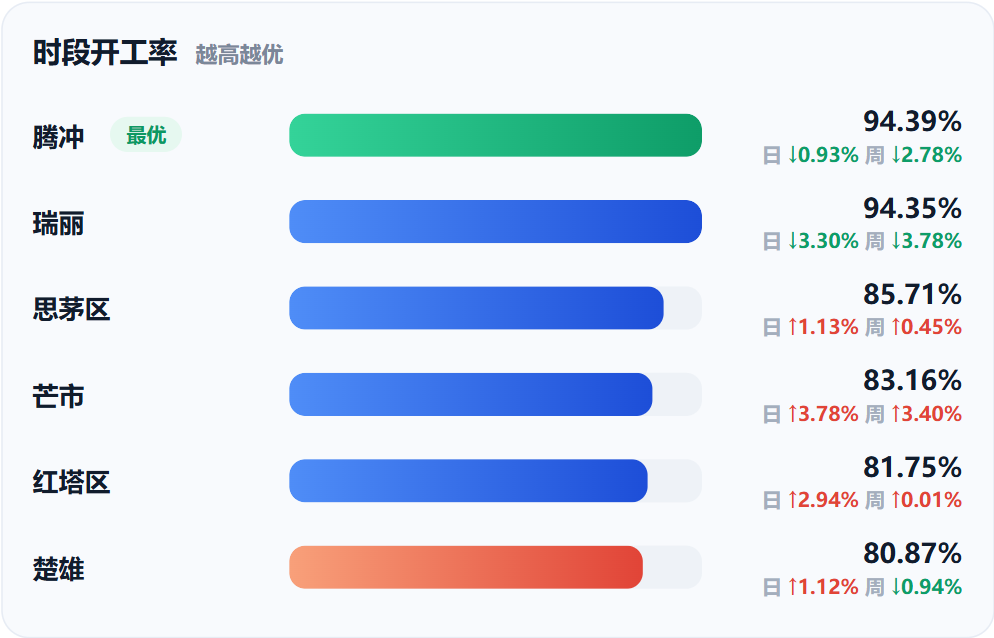 时段开工率 越高越优
腾冲 最优 94.39%
日 ↓0.93% 周 ↓2.78%
瑞丽 94.35%
日 ↓3.30% 周 ↓3.78%
思茅区 85.71%
日 ↑1.13% 周 ↑0.45%
芒市 83.16%
日 ↑3.78% 周 ↑3.40%
红塔区 81.75%
日 ↑2.94% 周 ↑0.01%
楚雄 80.87%
日 ↑1.12% 周 ↓0.94%